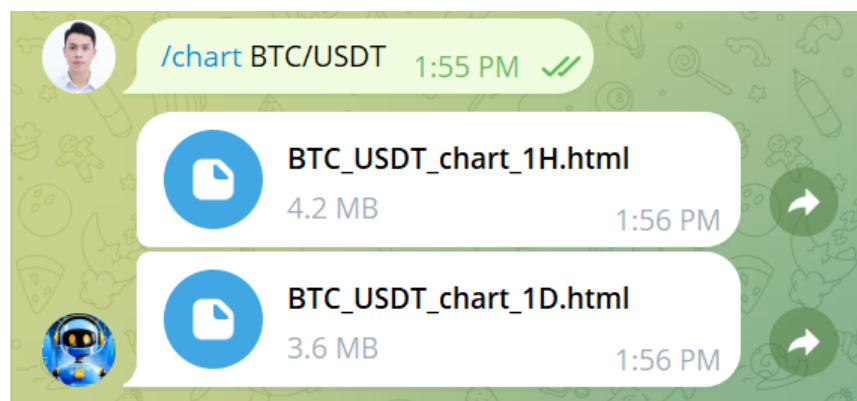 /chart BTC/USDT 1:55 PM
BTC_USDT_chart_1H.html
4.2 MB 1:56 PM
BTC_USDT_chart_1D.html
3.6 MB 1:56 PM